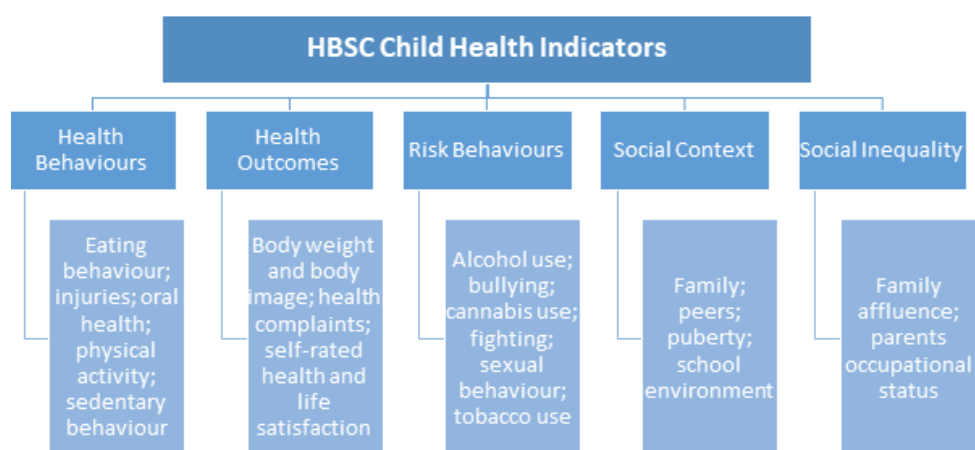 HBSC Child Health Indicators
Health
Behaviours
Health
Outcomes
Risk Behaviours
Social Context
Social Inequality
Eating
behaviour;
injuries; oral
health;
physical
activity;
sedentary
behaviour
Body weight
and body
image; health
complaints;
self-rated
health and
life
satisfaction
Alcohol use;
bullying;
cannabis use;
fighting;
sexual
behaviour;
tobacco use
Family;
peers;
puberty;
school
environment
Family
affluence;
parents
occupational
status